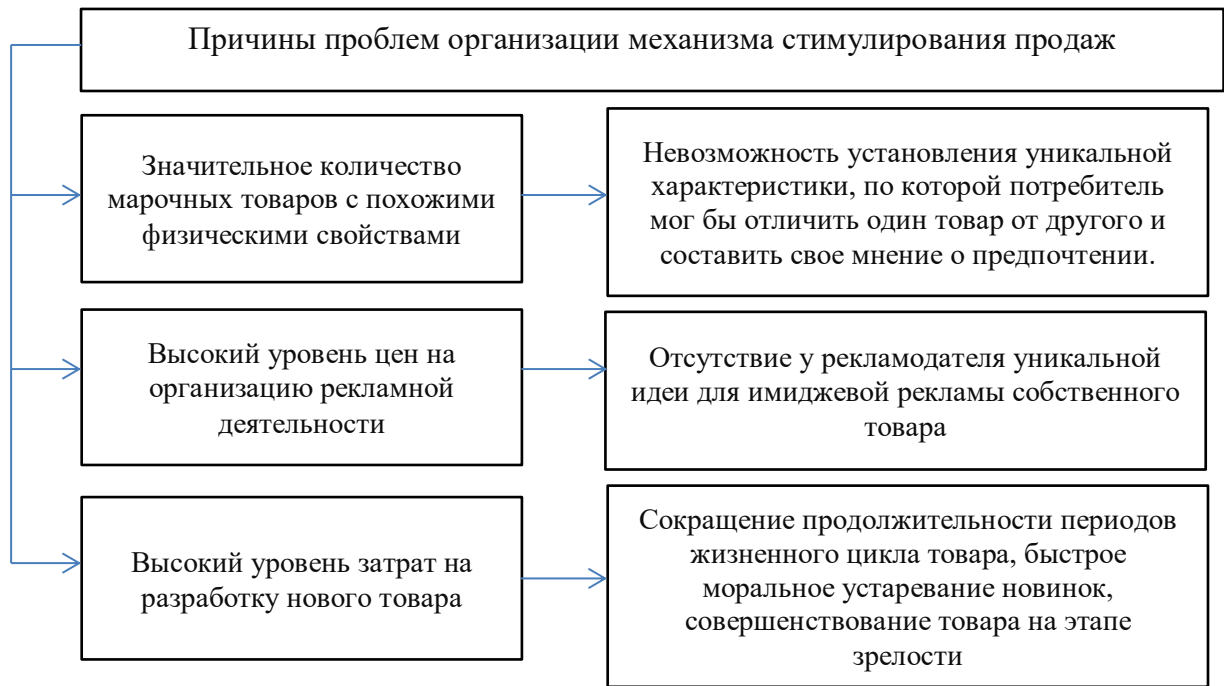 Причины проблем организации механизма стимулирования продаж
Значительное количество
марочных товаров с похожими
физическими свойствами
Невозможность установления уникальной
характеристики, по которой потребитель
мог бы отличить один товар от другого и
составить свое мнение о предпочтении.
Высокий уровень цен на
организацию рекламной
деятельности
Отсутствие у рекламодателя уникальной
идеи для имиджевой рекламы собственного
товара
Высокий уровень затрат на
разработку нового товара
Сокращение продолжительности периодов
жизненного цикла товара, быстрое
моральное устаревание новинок,
совершенствование товара на этапе
зрелости